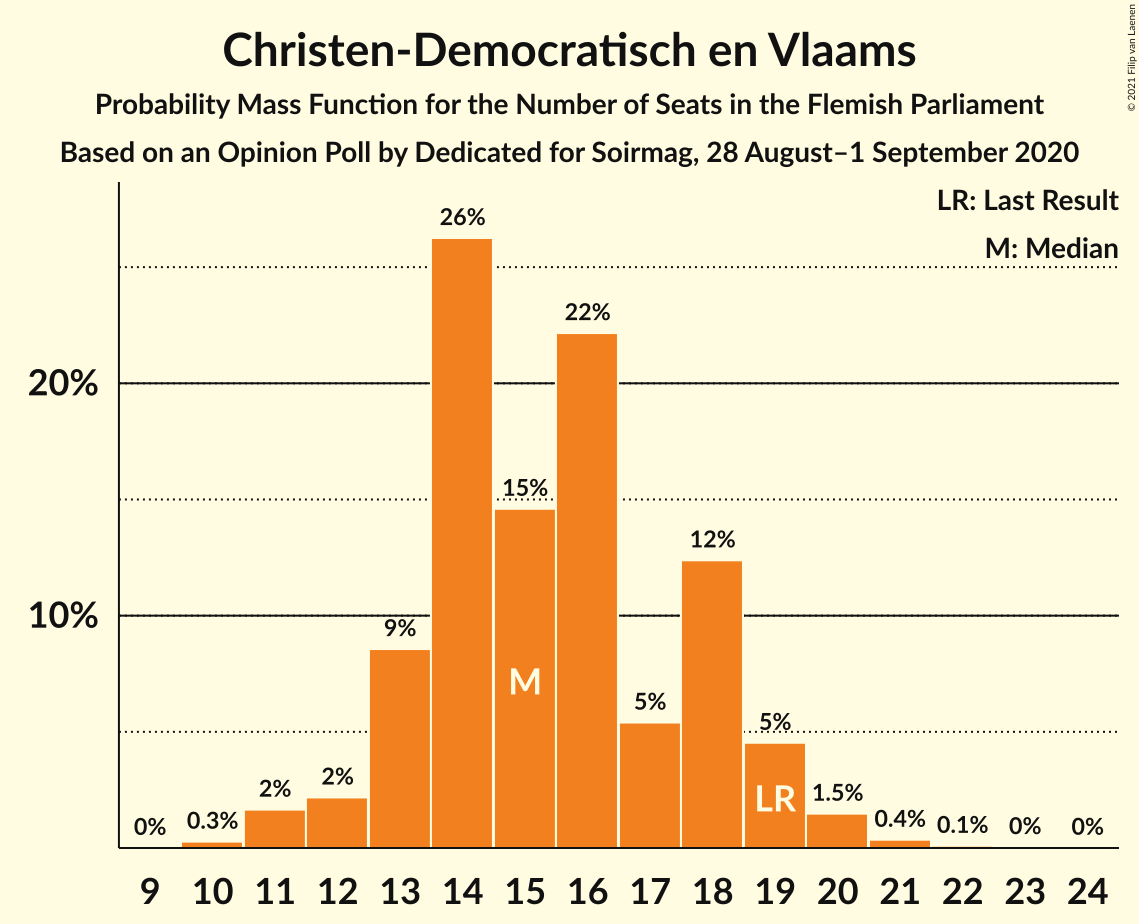 Christen-Democratisch en Vlaams
Probability Mass Function for the Number of Seats in the Flemish Parliament
Based on an Opinion Poll by Dedicated for Soirmag, 28 August–1 September 2020
© 2021 Filip van Laenen
LR: Last Result
M: Median
20%
10%
0%
0.3%
2%
2%
9%
26%
15%
22%
5%
12%
5%
1.5%
0.4%
0.1%
0%
0%
M
LR
9 10 11 12 13 14 15 16 17 18 19 20 21 22 23 24